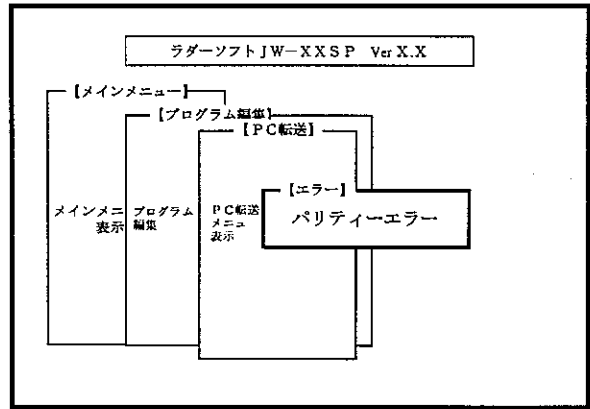 ラダーソフトJW-XXSP Ver X.X
【メインメニュー】
【プログラム編集】
【PC転送】
【エラー】
パリティーエラー
メインメニ
表示
プログラム
編集
PC転送
メニュー
表示